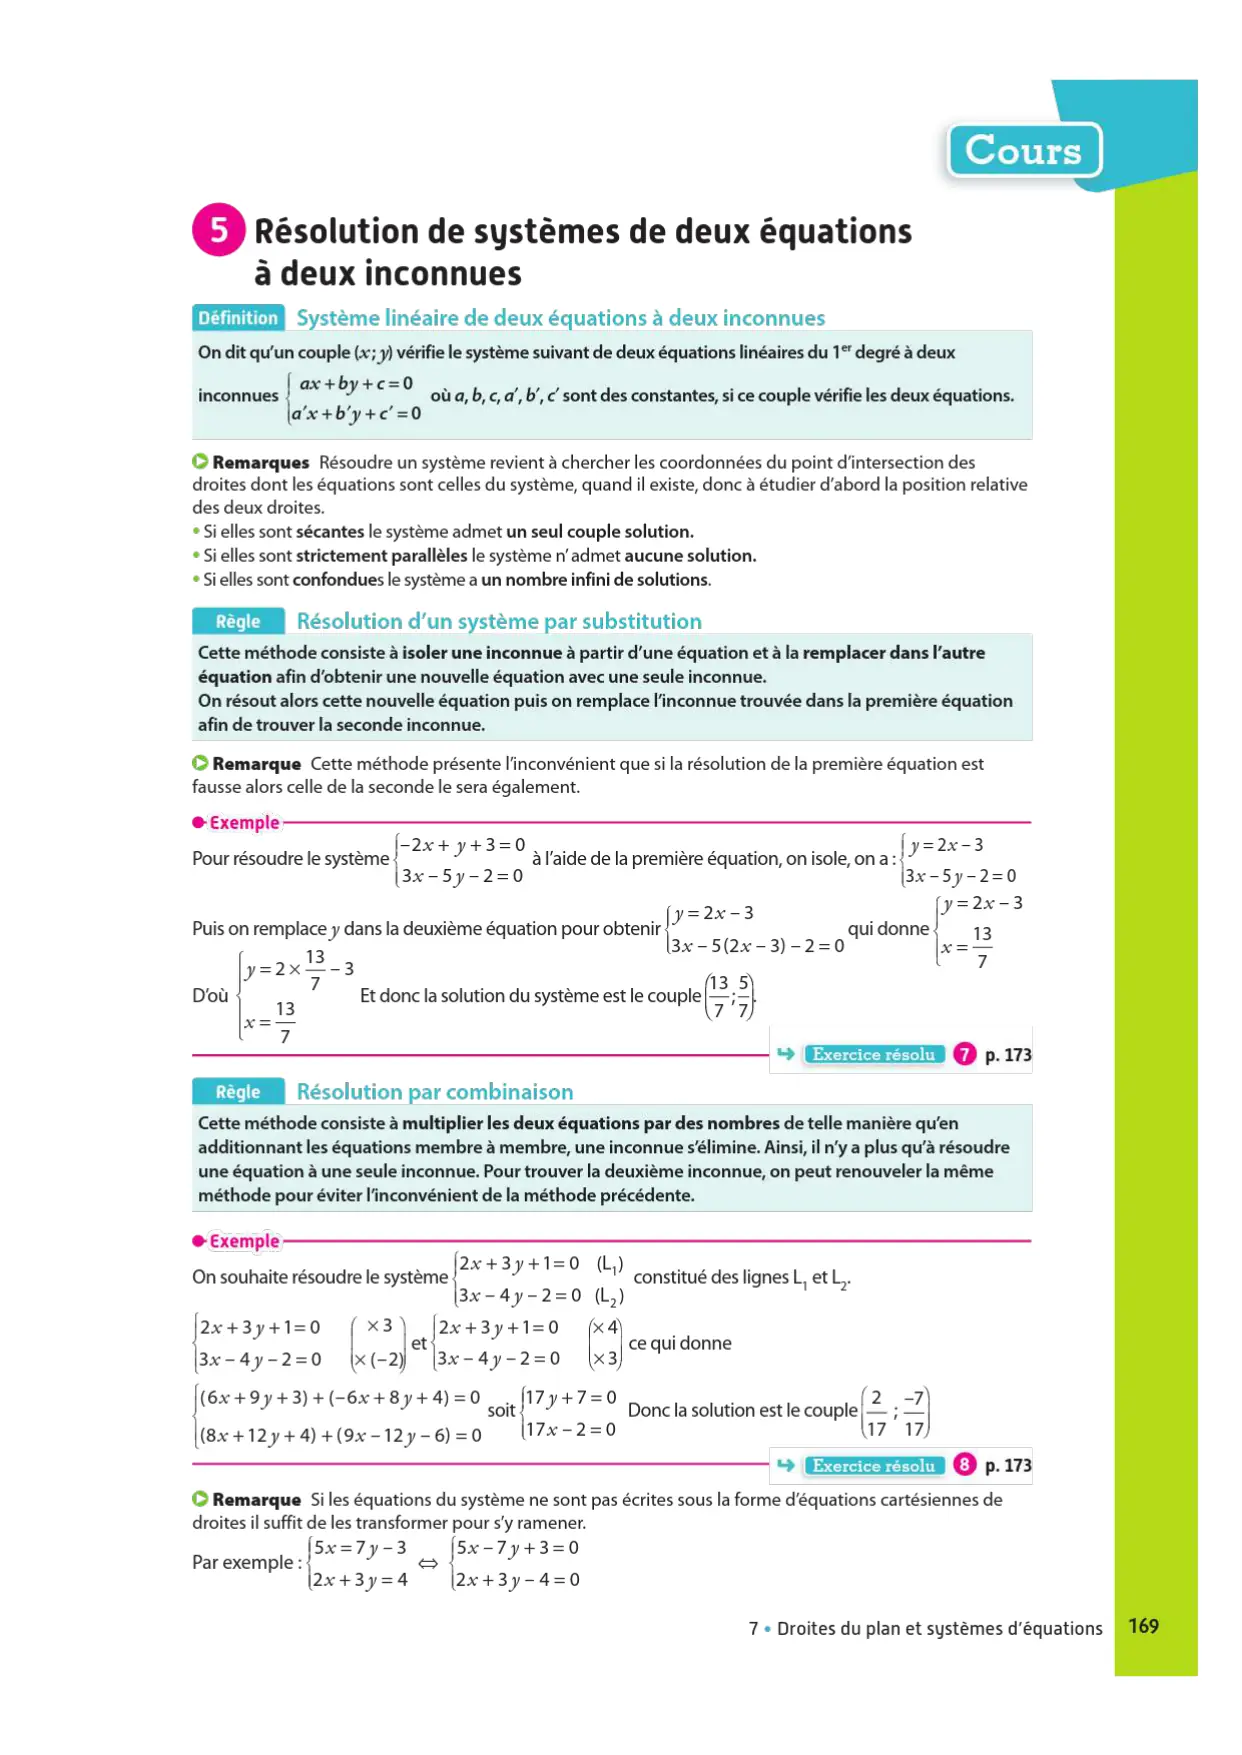 Cours
5 Résolution de systèmes de deux équations
à deux inconnues
Définition Système linéaire de deux équations à deux inconnues
On dit qu’un couple (x ; y) vérifie le système suivant de deux équations linéaires du 1er degré à deux
inconnues { ax + by + c = 0
a′x + b′y + c′ = 0 où a, b, c, a′, b′, c′ sont des constantes, si ce couple vérifie les deux équations.
Remarques Résoudre un système revient à chercher les coordonnées du point d’intersection des
droites dont les équations sont celles du système, quand il existe, donc à étudier d’abord la position relative
des deux droites.
• Si elles sont sécantes le système admet un seul couple solution.
• Si elles sont strictement parallèles le système n’admet aucune solution.
• Si elles sont confondues le système a un nombre infini de solutions.
Règle Résolution d’un système par substitution
Cette méthode consiste à isoler une inconnue à partir d’une équation et à la remplacer dans l’autre
équation afin d’obtenir une nouvelle équation avec une seule inconnue.
On résout alors cette nouvelle équation puis on remplace l’inconnue trouvée dans la première équation
afin de trouver la seconde inconnue.
Remarque Cette méthode présente l’inconvénient que si la résolution de la première équation est
fausse alors celle de la seconde le sera également.
Exemple
Pour résoudre le système { –2x + y + 3 = 0
3x – 5y – 2 = 0 à l’aide de la première équation, on isole, on a : { y = 2x – 3
3x – 5y – 2 = 0
Puis on remplace y dans la deuxième équation pour obtenir { y = 2x – 3
3x – 5(2x – 3) – 2 = 0 qui donne { y = 2x – 3
x = 13/7
D’où { y = 2 × 13/7 – 3
x = 13/7 Et donc la solution du système est le couple (13/7 ; 5/7).
Exercice résolu 7 p. 173
Règle Résolution par combinaison
Cette méthode consiste à multiplier les deux équations par des nombres de telle manière qu’en
additionnant les équations membre à membre, une inconnue s’élimine. Ainsi, il n’y a plus qu’à résoudre
une équation à une seule inconnue. Pour trouver la deuxième inconnue, on peut renouveler la même
méthode pour éviter l’inconvénient de la méthode précédente.
Exemple
On souhaite résoudre le système { 2x + 3y + 1 = 0 (L1)
3x – 4y – 2 = 0 (L2) constitué des lignes L1 et L2.
{ 2x + 3y + 1 = 0 ( × 3 )
3x – 4y – 2 = 0 ( × (–2) ) et { 2x + 3y + 1 = 0 ( × 4 )
3x – 4y – 2 = 0 ( × 3 ) ce qui donne
{ (6x + 9y + 3) + (–6x + 8y + 4) = 0
(8x + 12y + 4) + (9x – 12y – 6) = 0 soit { 17y + 7 = 0
17x – 2 = 0 Donc la solution est le couple (2/17 ; –7/17)
Exercice résolu 8 p. 173
Remarque Si les équations du système ne sont pas écrites sous la forme d’équations cartésiennes de
droites il suffit de les transformer pour s’y ramener.
Par exemple : { 5x = 7y – 3
2x + 3y = 4 ⇔ { 5x – 7y + 3 = 0
2x + 3y – 4 = 0
7 • Droites du plan et systèmes d’équations 169